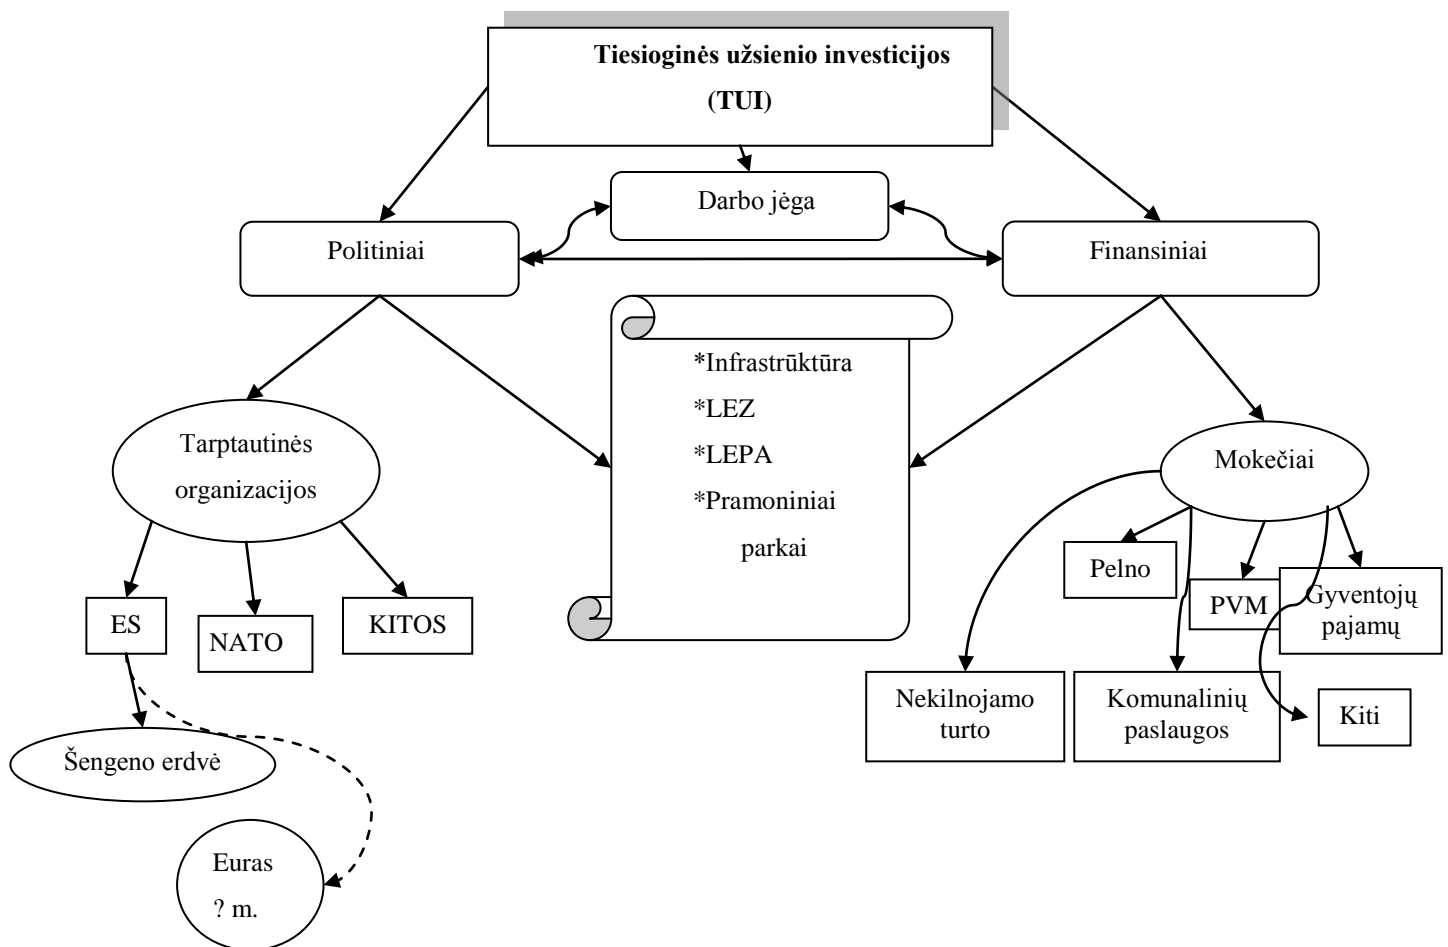 Tiesioginės užsienio investicijos
(TUI)
Darbo jėga
Politiniai
Finansiniai
*Infrastrūktūra
*LEZ
*LEPA
*Pramoniniai
parkai
Tarptautinės
organizacijos
Mokečiai
ES
NATO
KITOS
Pelno
PVM
Gyventojų
pajamų
Nekilnojamo
turto
Komunalinių
paslaugos
Kiti
Šengeno erdvė
Euras
? m.